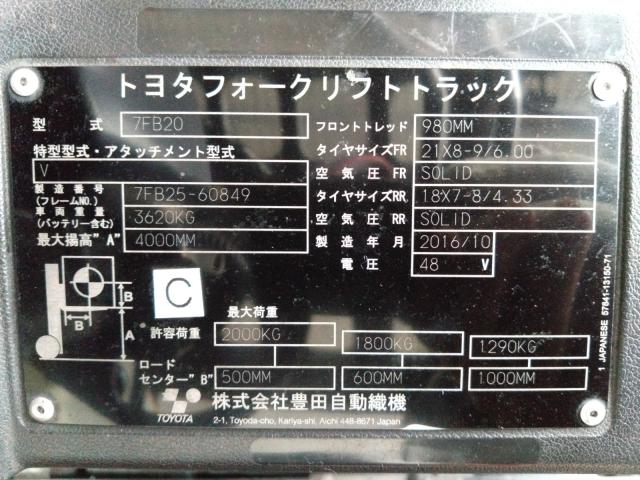 トヨタフォークリフトトラック
型式 7FB20
フロントトレッド 980MM
特型型式・アタッチメント型式
タイヤサイズFR 21X8-9/6.00
V
空気圧 FR SOLID
製造番号
(フレームNO.) 7FB25-60849
タイヤサイズRR 18X7-8/4.33
車両重量
(バッテリー含む) 3620KG
空気圧 RR SOLID
最大揚高"A" 4000MM
製造年月 2016/10
電圧 48 V
B
B
A
C
最大荷重
許容荷重 2000KG 1800KG 1290KG
ロード
センター"B" 500MM 600MM 1000MM
TOYOTA
株式会社豊田自動織機
2-1, Toyoda-cho, Kariya-shi, Aichi 448-8671 Japan
1 JAPANESE 57841-13150-71